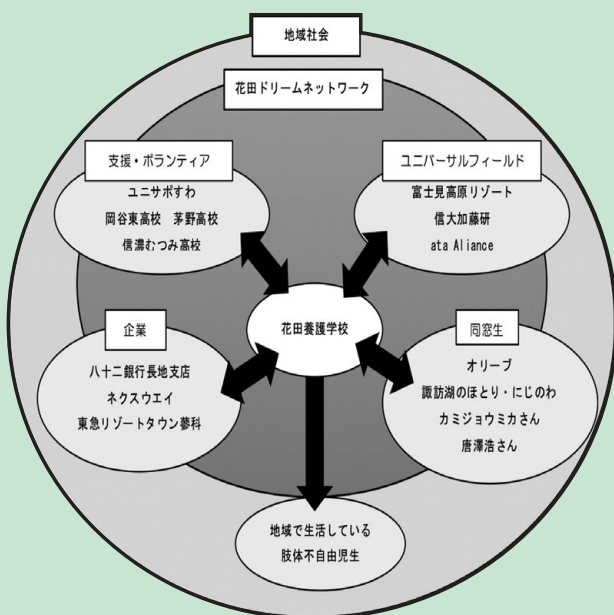 地域社会
花田ドリームネットワーク
支援・ボランティア
ユニサポすわ
岡谷東高校　茅野高校
信濃むつみ高校
ユニバーサルフィールド
富士見高原リゾート
信大加藤研
ata Aliance
花田養護学校
企業
八十二銀行長地支店
ネクスウエイ
東急リゾートタウン蓼科
同窓生
オリーブ
諏訪湖のほとり・にじのわ
カミジョウミカさん
唐澤浩さん
地域で生活している
肢体不自由児生